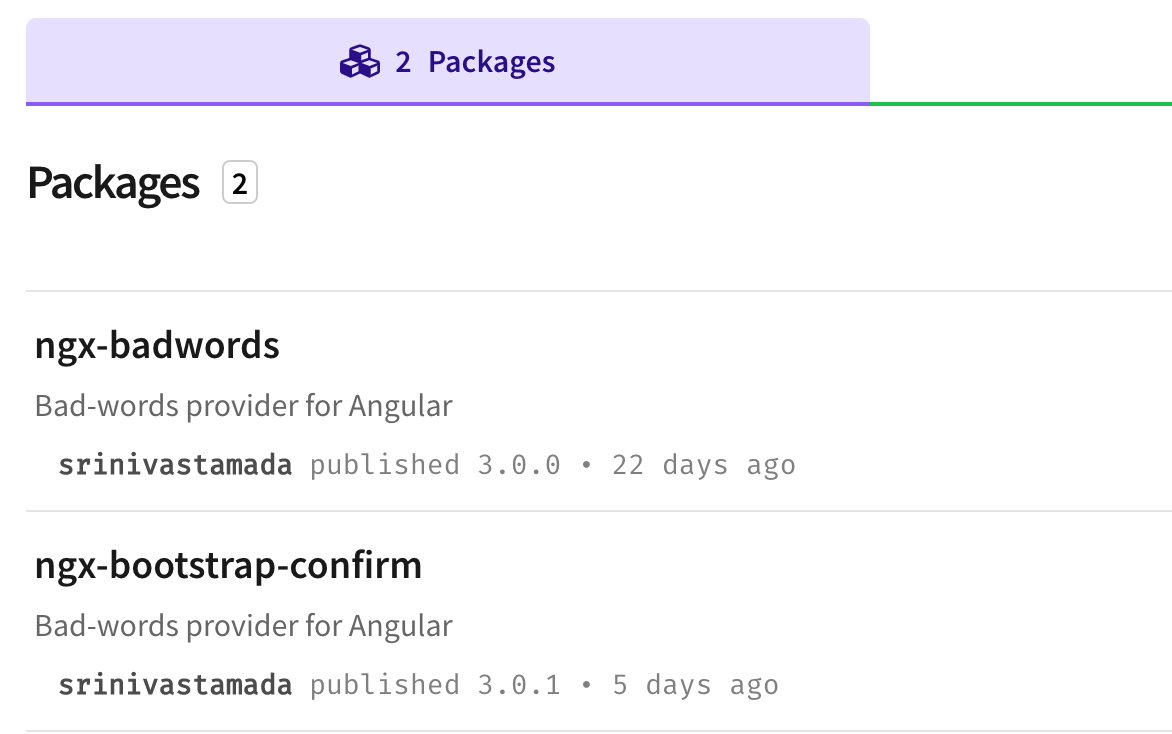 2 Packages
Packages 2
ngx-badwords
Bad-words provider for Angular
srinivastamada published 3.0.0 • 22 days ago
ngx-bootstrap-confirm
Bad-words provider for Angular
srinivastamada published 3.0.1 • 5 days ago